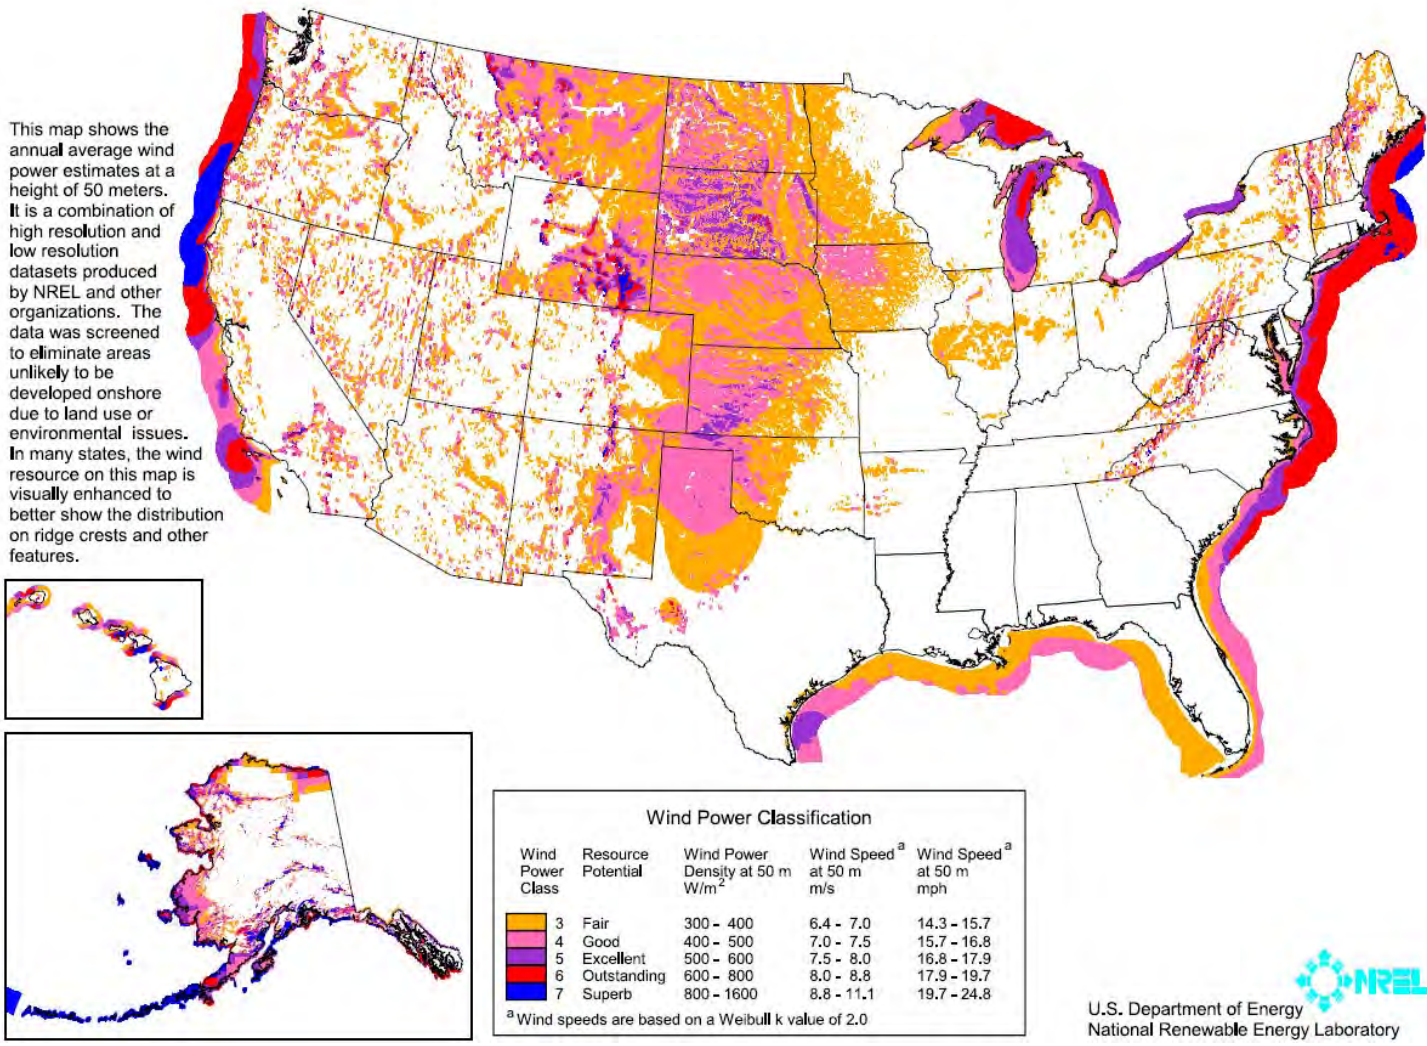 This map shows the
annual average wind
power estimates at a
height of 50 meters.
It is a combination of
high resolution and
low resolution
datasets produced
by NREL and other
organizations. The
data was screened
to eliminate areas
unlikely to be
developed onshore
due to land use or
environmental issues.
In many states, the wind
resource on this map is
visually enhanced to
better show the distribution
on ridge crests and other
features.
Wind Power Classification
Wind Resource Wind Power Wind Speed a Wind Speed a
Power Potential Density at 50 m at 50 m at 50 m
Class W/m2 m/s mph
3 Fair 300 - 400 6.4 - 7.0 14.3 - 15.7
4 Good 400 - 500 7.0 - 7.5 15.7 - 16.8
5 Excellent 500 - 600 7.5 - 8.0 16.8 - 17.9
6 Outstanding 600 - 800 8.0 - 8.8 17.9 - 19.7
7 Superb 800 - 1600 8.8 - 11.1 19.7 - 24.8
a Wind speeds are based on a Weibull k value of 2.0
NREL
U.S. Department of Energy
National Renewable Energy Laboratory